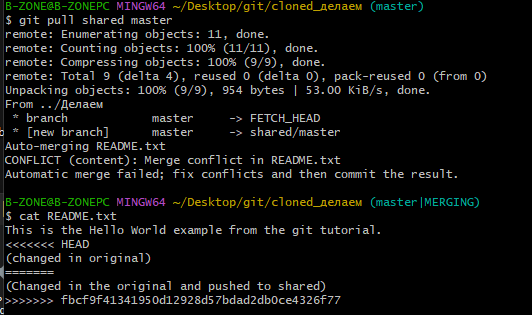 B-ZONE@B-ZONEPC MINGW64 ~/Desktop/git/cloned_делаем (master)
$ git pull shared master
remote: Enumerating objects: 11, done.
remote: Counting objects: 100% (11/11), done.
remote: Compressing objects: 100% (9/9), done.
remote: Total 9 (delta 4), reused 0 (delta 0), pack-reused 0 (from 0)
Unpacking objects: 100% (9/9), 954 bytes | 53.00 KiB/s, done.
From ../Делаем
 * branch            master     -> FETCH_HEAD
 * [new branch]      master     -> shared/master
Auto-merging README.txt
CONFLICT (content): Merge conflict in README.txt
Automatic merge failed; fix conflicts and then commit the result.

B-ZONE@B-ZONEPC MINGW64 ~/Desktop/git/cloned_делаем (master|MERGING)
$ cat README.txt
This is the Hello World example from the git tutorial.
<<<<<<< HEAD
(changed in original)
=======
(Changed in the original and pushed to shared)
>>>>>>> fbcf9f41341950d12928d57bdad2db0ce4326f77